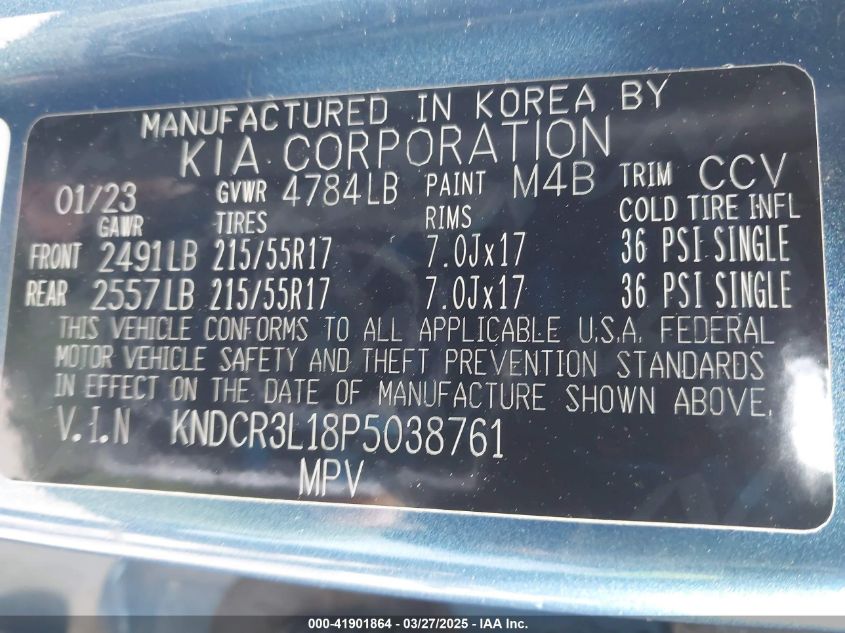 MANUFACTURED IN KOREA BY
KIA CORPORATION
01/23 GVWR 4784LB PAINT M4B TRIM CCV
GAWR TIRES RIMS COLD TIRE INFL
FRONT 2491LB 215/55R17 7.0Jx17 36 PSI SINGLE
REAR 2557LB 215/55R17 7.0Jx17 36 PSI SINGLE
THIS VEHICLE CONFORMS TO ALL APPLICABLE U.S.A. FEDERAL
MOTOR VEHICLE SAFETY AND THEFT PREVENTION STANDARDS
IN EFFECT ON THE DATE OF MANUFACTURE SHOWN ABOVE.
V.I.N KNDCR3L18P5038761
MPV
000-41901864 - 03/27/2025 - IAAI, Inc.